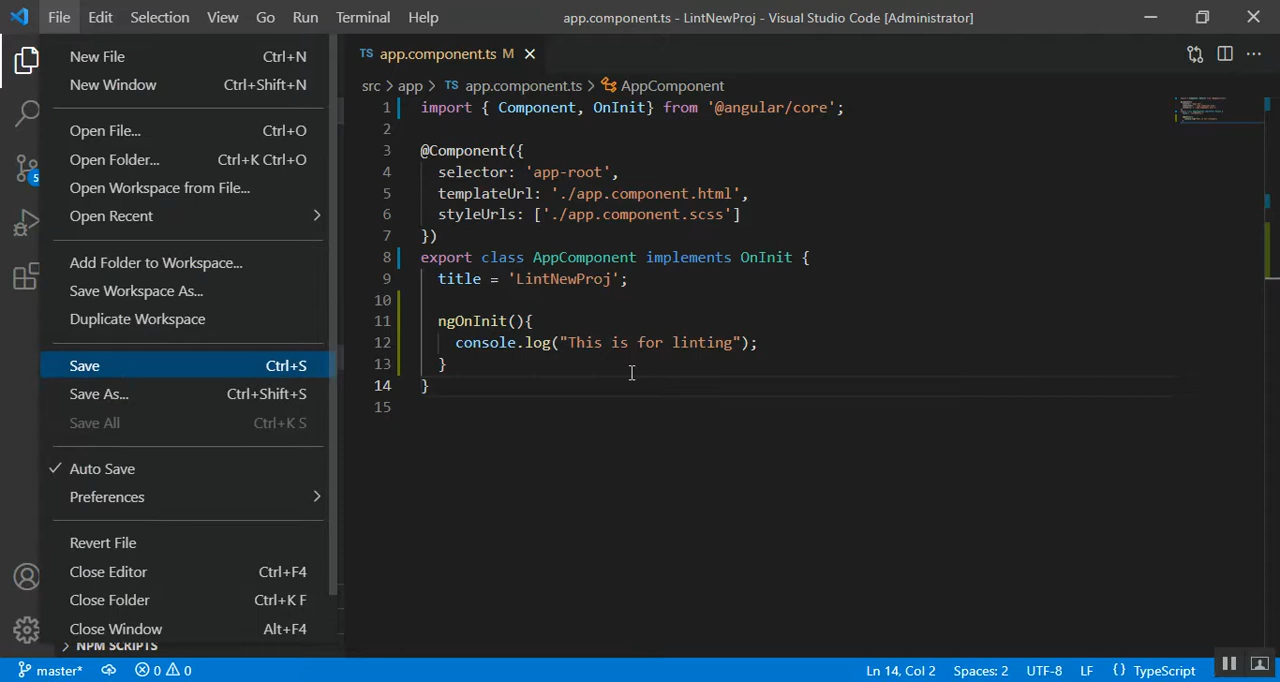 File Edit Selection View Go Run Terminal Help app.component.ts - LintNewProj - Visual Studio Code [Administrator]
New File Ctrl+N
New Window Ctrl+Shift+N
Open File... Ctrl+O
Open Folder... Ctrl+K Ctrl+O
Open Workspace from File...
Open Recent
Add Folder to Workspace...
Save Workspace As...
Duplicate Workspace
Save Ctrl+S
Save As... Ctrl+Shift+S
Save All Ctrl+K S
Auto Save
Preferences
Revert File
Close Editor Ctrl+F4
Close Folder Ctrl+K F
Close Window Alt+F4
NPM SCRIPTS
5
TS app.component.ts M
src > app > TS app.component.ts > AppComponent
1 import { Component, OnInit} from '@angular/core';
2
3 @Component({
4 selector: 'app-root',
5 templateUrl: './app.component.html',
6 styleUrls: ['./app.component.scss']
7 })
8 export class AppComponent implements OnInit {
9 title = 'LintNewProj';
10
11 ngOnInit(){
12 console.log("This is for linting");
13 }
14 }
15
master* 0 0 Ln 14, Col 2 Spaces: 2 UTF-8 LF {} TypeScript